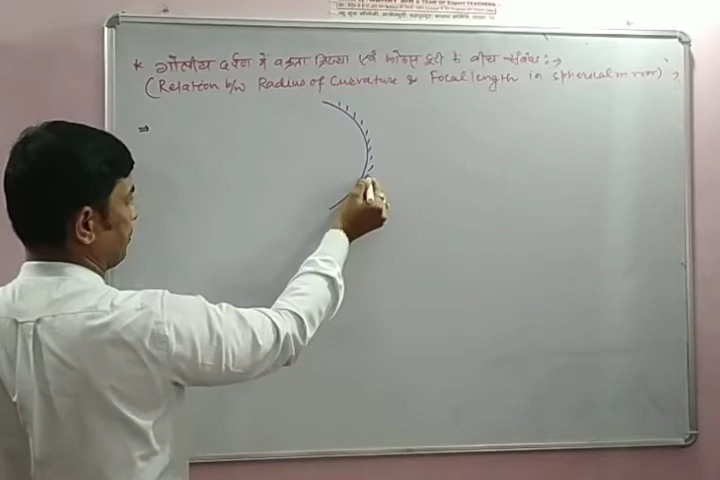 * गोलीय दर्पण में वक्रता त्रिज्या एवं फोकस दूरी के बीच संबंध :→
(Relation b/w Radius of Curvature & Focal length in spherical mirror) →
⇒